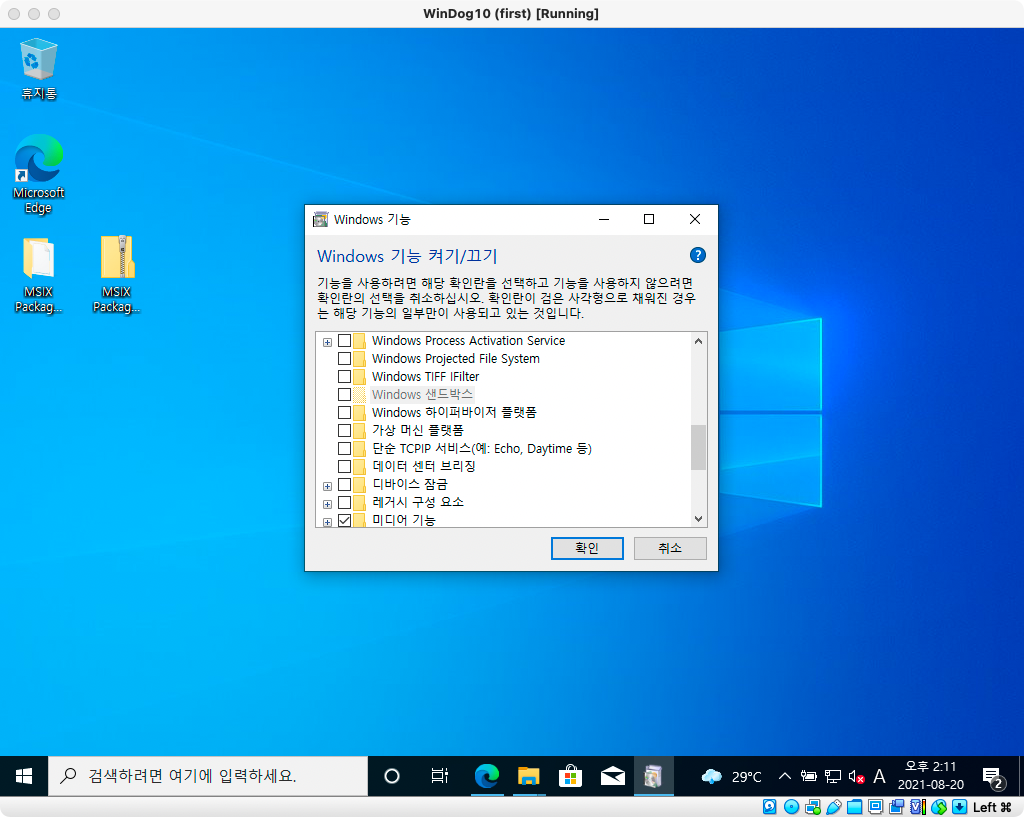 WinDog10 (first) [Running]
휴지통
Microsoft
Edge
MSIX
Packag...
MSIX
Packag...
Windows 기능
Windows 기능 켜기/끄기
기능을 사용하려면 해당 확인란을 선택하고 기능을 사용하지 않으려면
확인란의 선택을 취소하십시오. 확인란이 검은 사각형으로 채워진 경우
는 해당 기능의 일부만이 사용되고 있는 것입니다.
Windows Process Activation Service
Windows Projected File System
Windows TIFF IFilter
Windows 샌드박스
Windows 하이퍼바이저 플랫폼
가상 머신 플랫폼
단순 TCPIP 서비스(예: Echo, Daytime 등)
데이터 센터 브리징
디바이스 잠금
레거시 구성 요소
미디어 기능
확인
취소
검색하려면 여기에 입력하세요.
29°C
A
오후 2:11
2021-08-20
2
Left ⌘